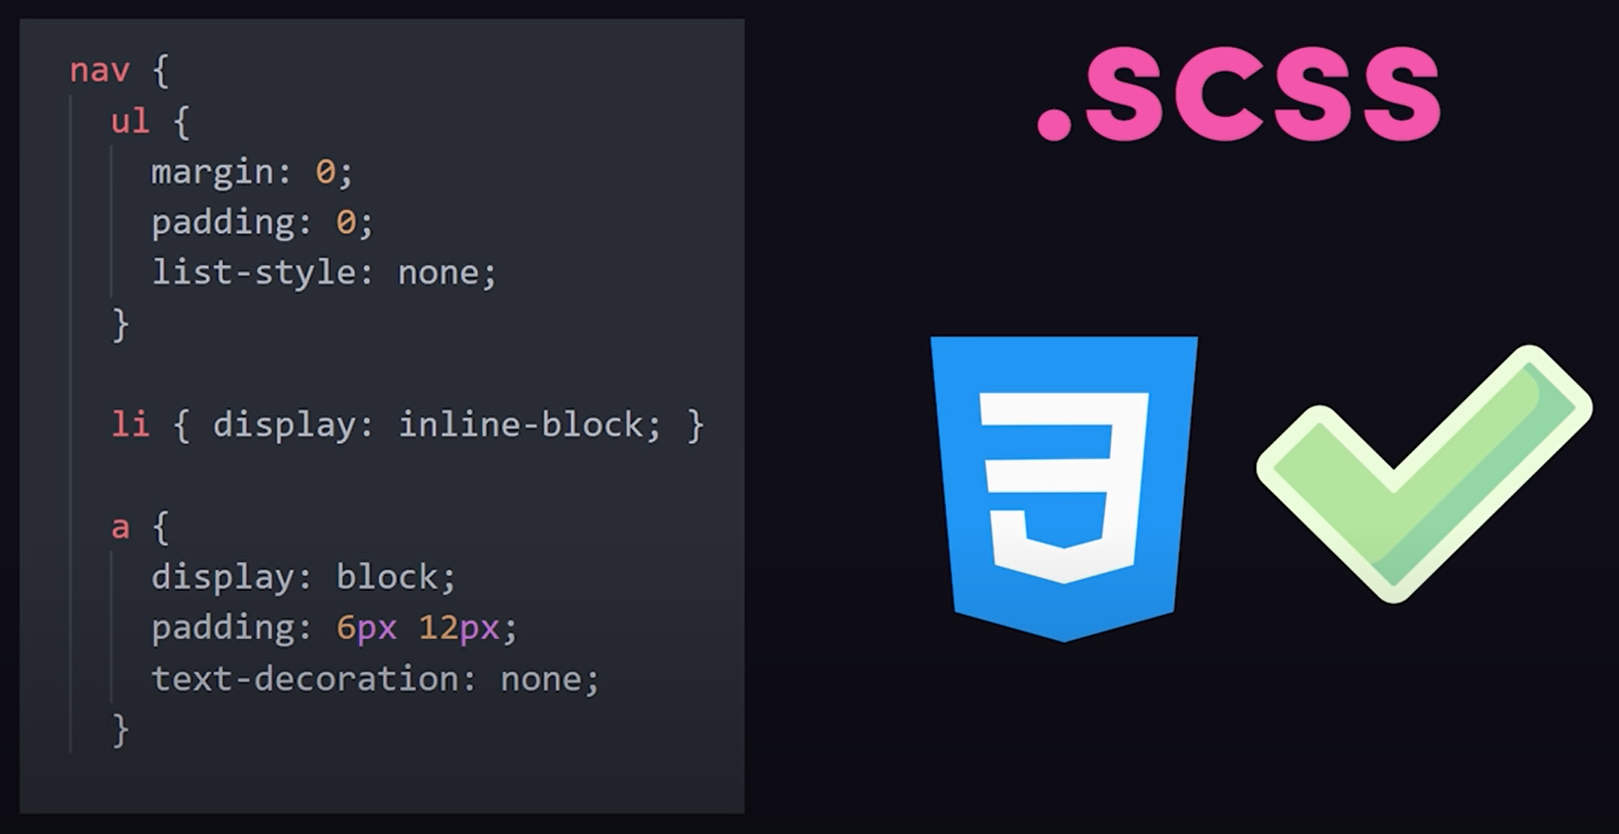 nav {
  ul {
    margin: 0;
    padding: 0;
    list-style: none;
  }
  li { display: inline-block; }
  a {
    display: block;
    padding: 6px 12px;
    text-decoration: none;
  }
.SCSS